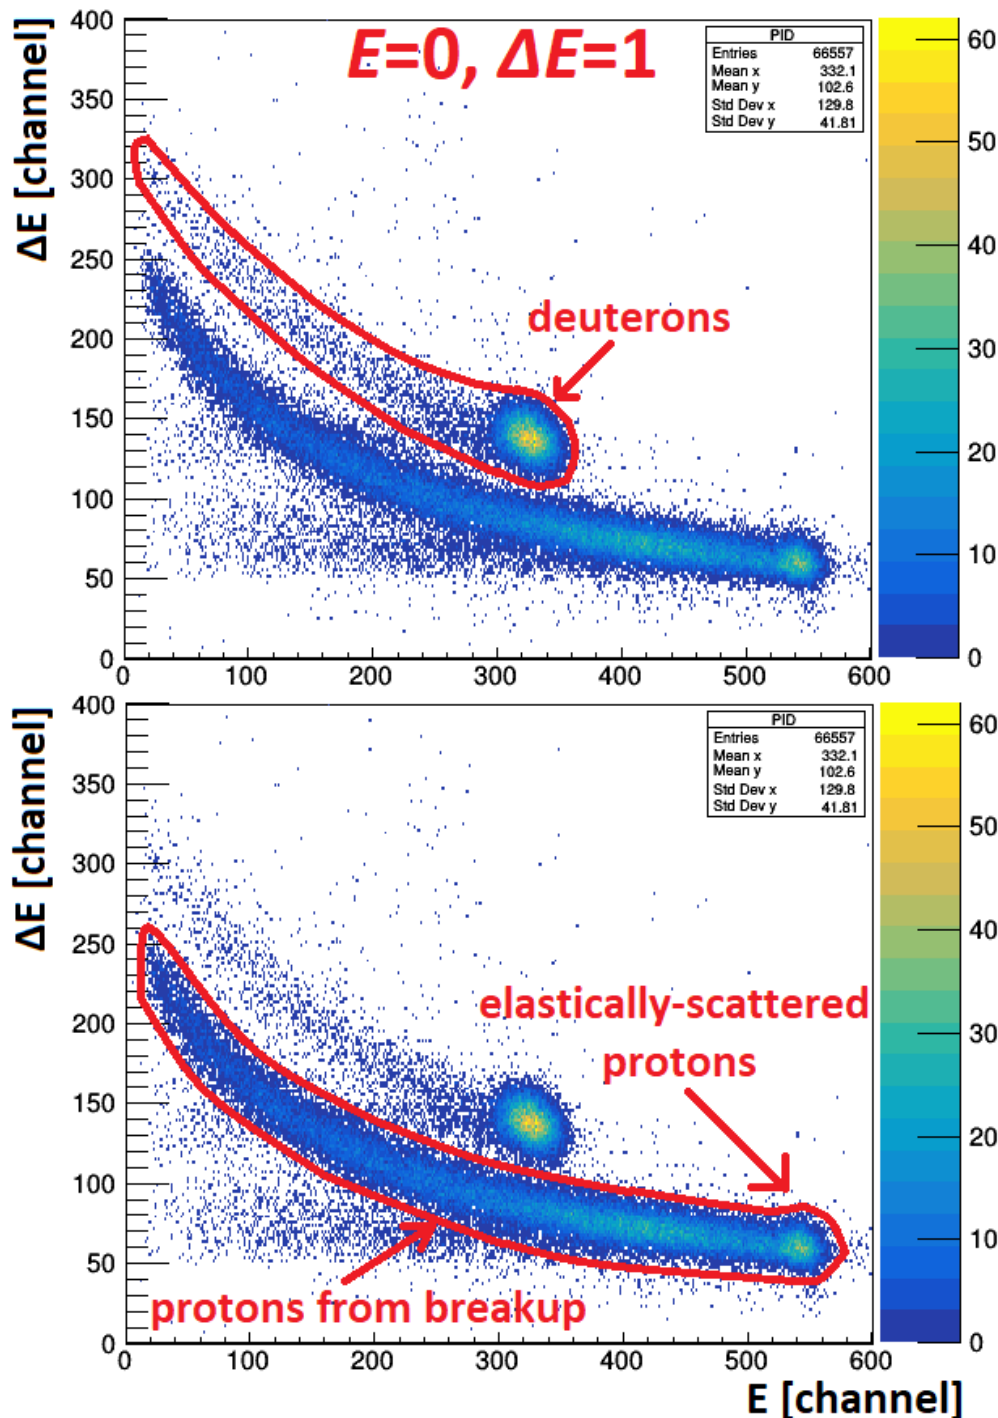 E=0, ΔE=1
PID
Entries 66557
Mean x 332.1
Mean y 102.6
Std Dev x 129.8
Std Dev y 41.81
ΔE [channel]
400
350
300
250
200
150
100
50
0
deuterons
0 100 200 300 400 500 600
60
50
40
30
20
10
0
PID
Entries 66557
Mean x 332.1
Mean y 102.6
Std Dev x 129.8
Std Dev y 41.81
ΔE [channel]
400
350
300
250
200
150
100
50
0
elastically-scattered
protons
protons from breakup
0 100 200 300 400 500 600
60
50
40
30
20
10
0
E [channel]